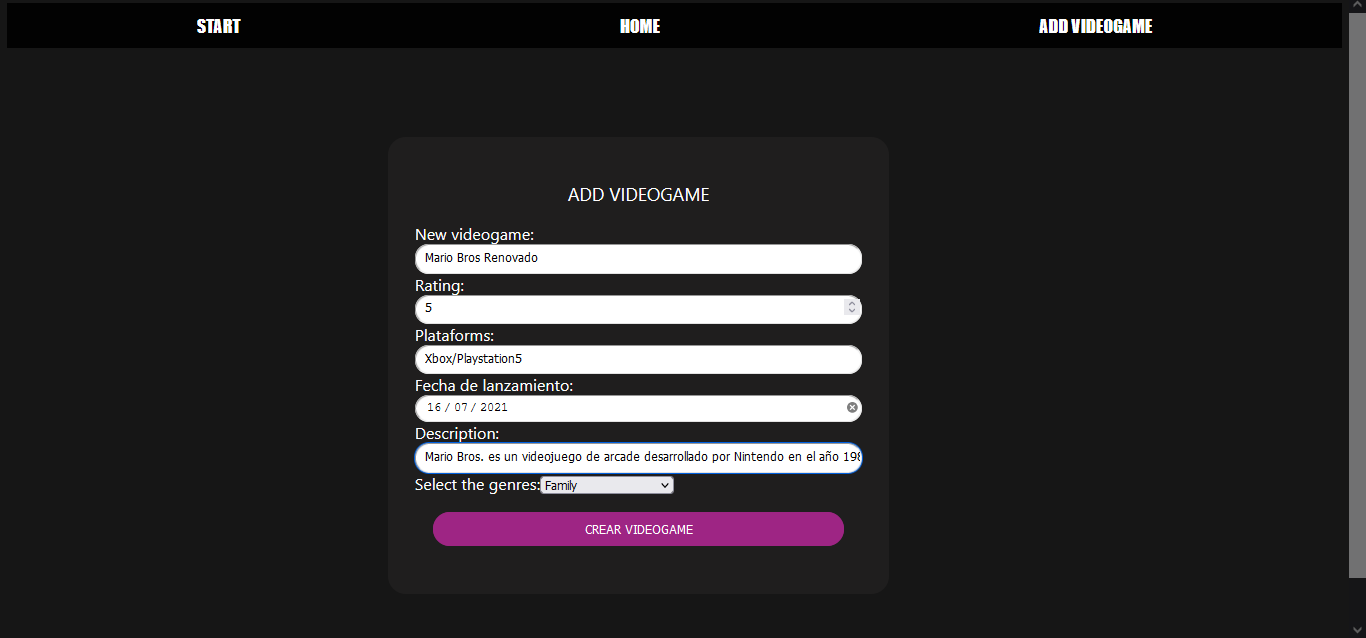 START HOME ADD VIDEOGAME
ADD VIDEOGAME
New videogame:
Mario Bros Renovado
Rating:
5
Plataforms:
Xbox/Playstation5
Fecha de lanzamiento:
16 / 07 / 2021
Description:
Mario Bros. es un videojuego de arcade desarrollado por Nintendo en el año 198
Select the genres: Family
CREAR VIDEOGAME